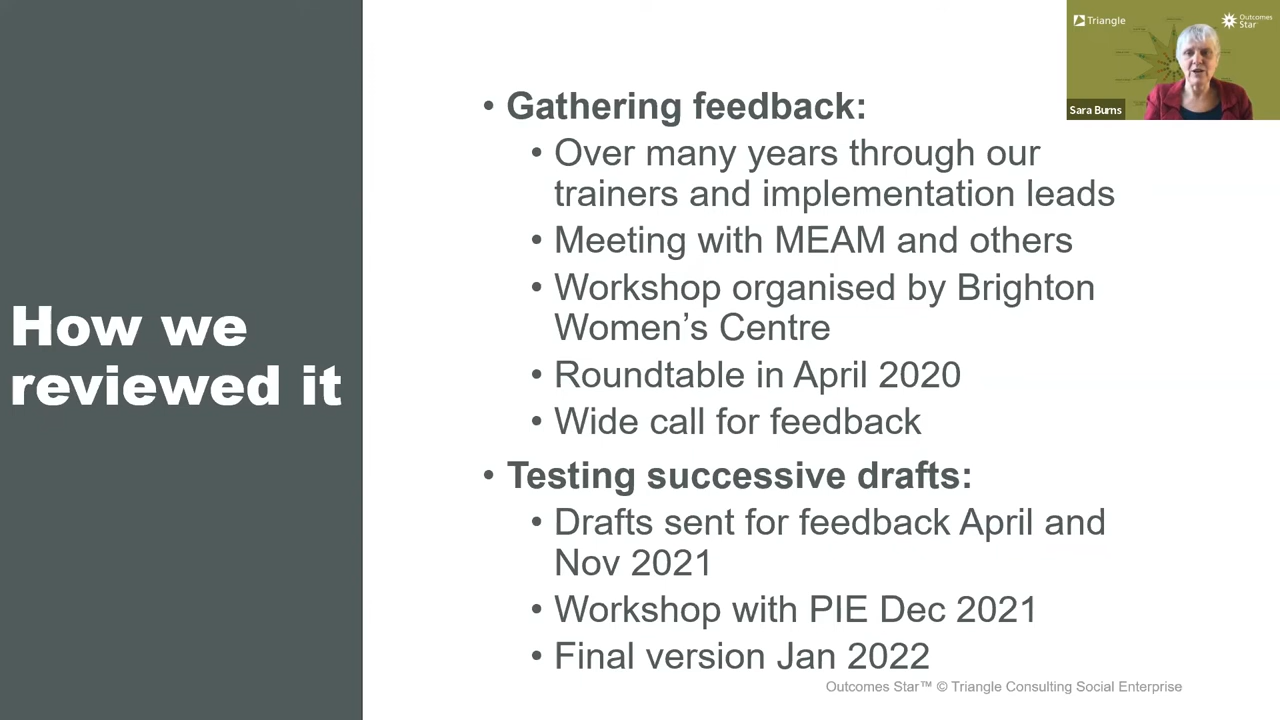 How we
reviewed it
• Gathering feedback:
• Over many years through our
trainers and implementation leads
• Meeting with MEAM and others
• Workshop organised by Brighton
Women’s Centre
• Roundtable in April 2020
• Wide call for feedback
• Testing successive drafts:
• Drafts sent for feedback April and
Nov 2021
• Workshop with PIE Dec 2021
• Final version Jan 2022
Outcomes Star™ © Triangle Consulting Social Enterprise
Triangle
Outcomes
Star
Sara Burns